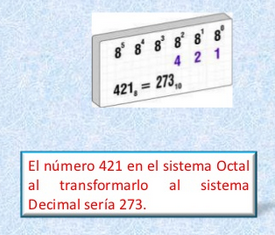 8⁵ 8⁴ 8³ 8² 8¹ 8⁰
4 2 1
421₈ = 273₁₀
El número 421 en el sistema Octal
al transformarlo al sistema
Decimal sería 273.